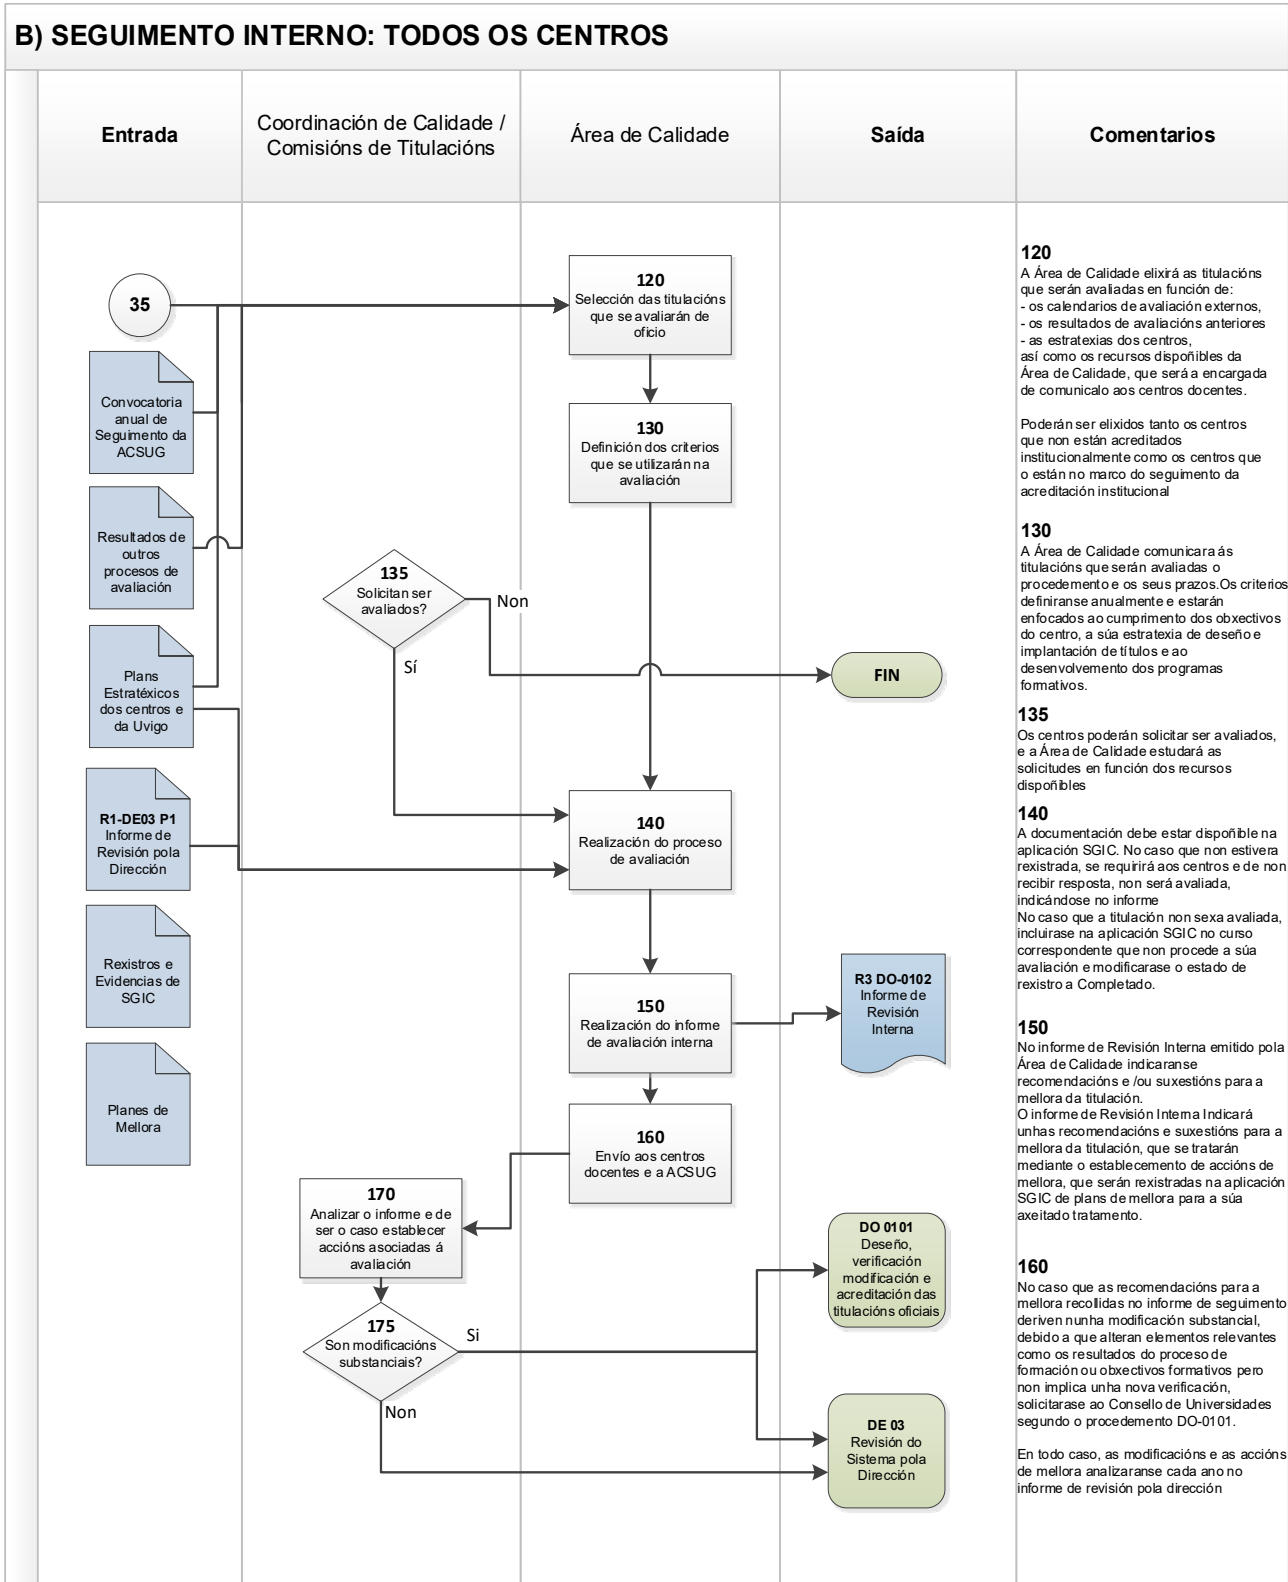 B) SEGUIMENTO INTERNO: TODOS OS CENTROS
Entrada
Coordinación de Calidade /
Comisións de Titulacións
Área de Calidade
Saída
Comentarios
35
Convocatoria
anual de
Seguimento da
ACSUG
Resultados de
outros
procesos de
avaliación
Plans
Estratéxicos
dos centros e
da Uvigo
R1-DE03 P1
Informe de
Revisión pola
Dirección
Rexistros e
Evidencias de
SGIC
Planes de
Mellora
120
Selección das titulacións
que se avaliarán de
oficio
130
Definición dos criterios
que se utilizarán na
avaliación
135
Solicitan ser
avaliados?
Non
Sí
FIN
140
Realización do proceso
de avaliación
150
Realización do informe
de avaliación interna
R3 DO-0102
Informe de
Revisión
Interna
160
Envío aos centros
docentes e a ACSUG
170
Analizar o informe e de
ser o caso establecer
accións asociadas á
avaliación
175
Son modificacións
substanciais?
Si
Non
DO 0101
Deseño,
verificación
modificación e
acreditación das
titulacións oficiais
DE 03
Revisión do
Sistema pola
Dirección
120
A Área de Calidade elixirá as titulacións
que serán avaliadas en función de:
- os calendarios de avaliación externos,
- os resultados de avaliacións anteriores
- as estratexias dos centros,
así como os recursos dispoñibles da
Área de Calidade, que será a encargada
de comunicalo aos centros docentes.
Poderán ser elixidos tanto os centros
que non están acreditados
institucionalmente como os centros que
o están no marco do seguimento da
acreditación institucional
130
A Área de Calidade comunicara ás
titulacións que serán avaliadas o
procedemento e os seus prazos.Os criterios
definiranse anualmente e estarán
enfocados ao cumprimento dos obxectivos
do centro, a súa estratexia de deseño e
implantación de títulos e ao
desenvolvemento dos programas
formativos.
135
Os centros poderán solicitar ser avaliados,
e a Área de Calidade estudará as
solicitudes en función dos recursos
dispoñibles
140
A documentación debe estar dispoñible na
aplicación SGIC. No caso que non estivera
rexistrada, se requirirá aos centros e de non
recibir resposta, non será avaliada,
indicándose no informe
No caso que a titulación non sexa avaliada,
incluirase na aplicación SGIC no curso
correspondente que non procede a súa
avaliación e modificarase o estado de
rexistro a Completado.
150
No informe de Revisión Interna emitido pola
Área de Calidade indicaranse
recomendacións e /ou suxestións para a
mellora da titulación.
O informe de Revisión Interna Indicará
unhas recomendacións e suxestións para a
mellora da titulación, que se tratarán
mediante o establecemento de accións de
mellora, que serán rexistradas na aplicación
SGIC de plans de mellora para a súa
axeitado tratamento.
160
No caso que as recomendacións para a
mellora recollidas no informe de seguimento
deriven nunha modificación substancial,
debido a que alteran elementos relevantes
como os resultados do proceso de
formación ou obxectivos formativos pero
non implica unha nova verificación,
solicitarase ao Consello de Universidades
segundo o procedemento DO-0101.
En todo caso, as modificacións e as accións
de mellora analizaranse cada ano no
informe de revisión pola dirección